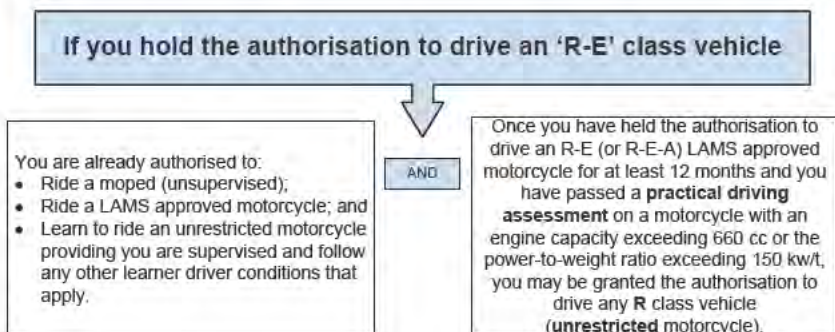 If you hold the authorisation to drive an ‘R-E’ class vehicle
You are already authorised to:
• Ride a moped (unsupervised);
• Ride a LAMS approved motorcycle; and
• Learn to ride an unrestricted motorcycle
providing you are supervised and follow
any other learner driver conditions that
apply.
AND
Once you have held the authorisation to
drive an R-E (or R-E-A) LAMS approved
motorcycle for at least 12 months and you
have passed a practical driving
assessment on a motorcycle with an
engine capacity exceeding 660 cc or the
power-to-weight ratio exceeding 150 kw/t,
you may be granted the authorisation to
drive any R class vehicle
(unrestricted motorcycle).